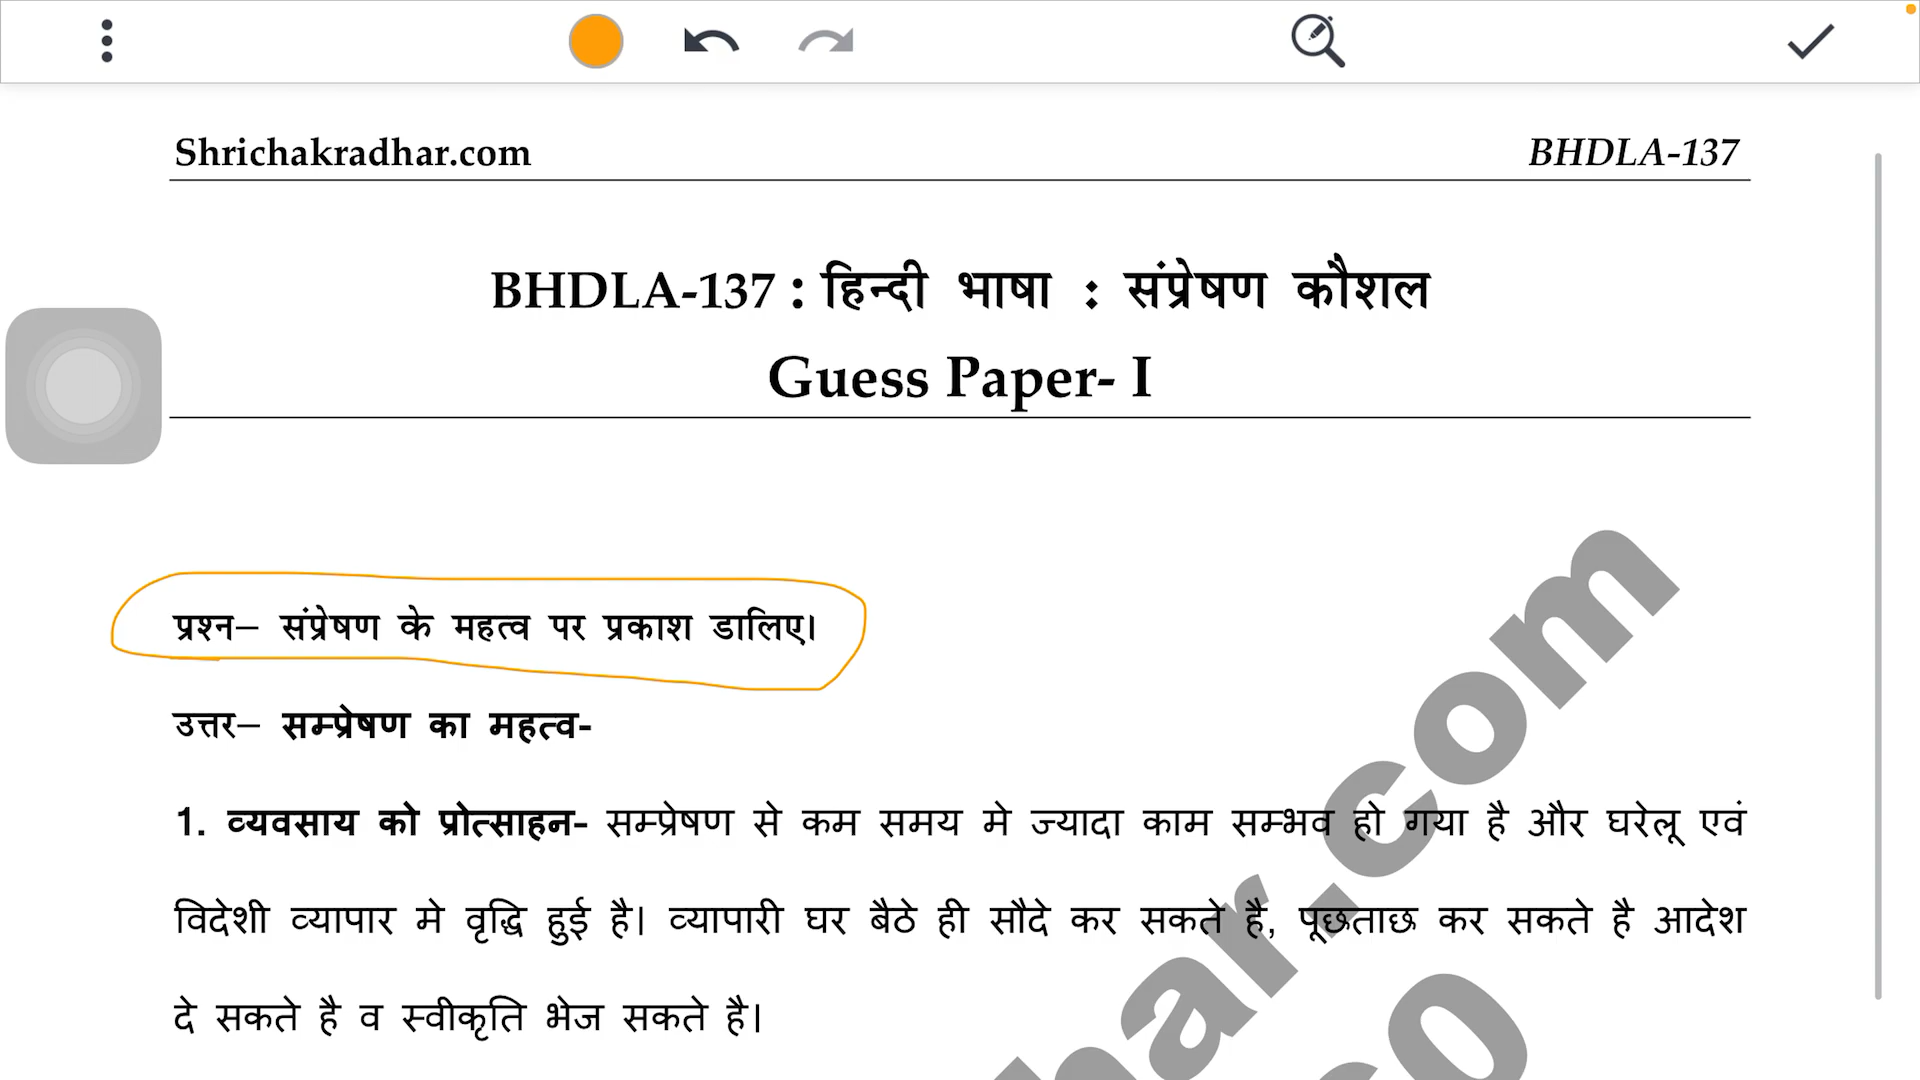 Shrichakradhar.com BHDLA-137
BHDLA-137 : हिन्दी भाषा : संप्रेषण कौशल
Guess Paper- I
प्रश्न– संप्रेषण के महत्व पर प्रकाश डालिए।
उत्तर– सम्प्रेषण का महत्व-
1. व्यवसाय को प्रोत्साहन- सम्प्रेषण से कम समय मे ज्यादा काम सम्भव हो गया है और घरेलू एवं
विदेशी व्यापार मे वृद्धि हुई है। व्यापारी घर बैठे ही सौदे कर सकते है, पूछताछ कर सकते है आदेश
दे सकते है व स्वीकृति भेज सकते है।
har.com